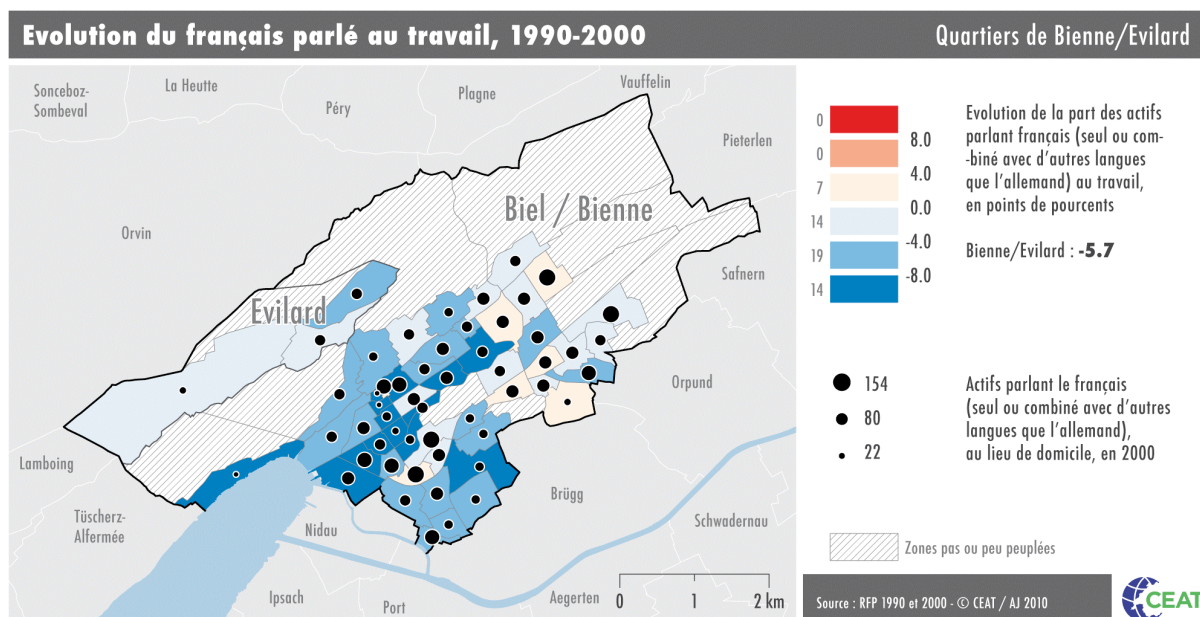 Evolution du français parlé au travail, 1990-2000
Quartiers de Bienne/Evilard
Sonceboz-
Sombeval
La Heutte
Péry
Plagne
Vauffelin
Pieterlen
Orvin
Biel / Bienne
Safnern
Evilard
Orpund
Lamboing
Tüscherz-
Alfermée
Nidau
Brügg
Schwadernau
Ipsach
Port
Aegerten
0
1
2 km
0
8.0
0
4.0
7
0.0
14
-4.0
19
-8.0
14
Evolution de la part des actifs
parlant français (seul ou com-
-biné avec d'autres langues
que l'allemand) au travail,
en points de pourcents
Bienne/Evilard : -5.7
154
80
22
Actifs parlant le français
(seul ou combiné avec d'autres
langues que l'allemand),
au lieu de domicile, en 2000
Zones pas ou peu peuplées
Source : RFP 1990 et 2000 - © CEAT / AJ 2010
CEAT